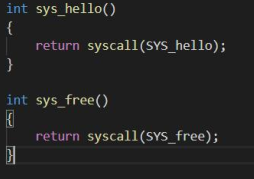 int sys_hello()
{
    return syscall(SYS_hello);
}

int sys_free()
{
    return syscall(SYS_free);
}